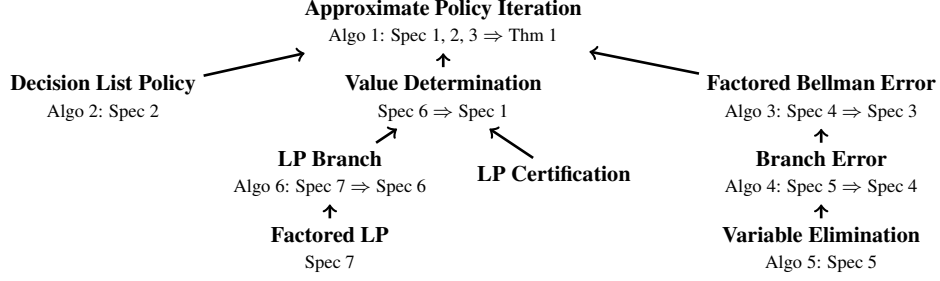 Approximate Policy Iteration
Algo 1: Spec 1, 2, 3 ⇒ Thm 1
Decision List Policy
Algo 2: Spec 2
Value Determination
Spec 6 ⇒ Spec 1
Factored Bellman Error
Algo 3: Spec 4 ⇒ Spec 3
LP Branch
Algo 6: Spec 7 ⇒ Spec 6
LP Certification
Branch Error
Algo 4: Spec 5 ⇒ Spec 4
Factored LP
Spec 7
Variable Elimination
Algo 5: Spec 5